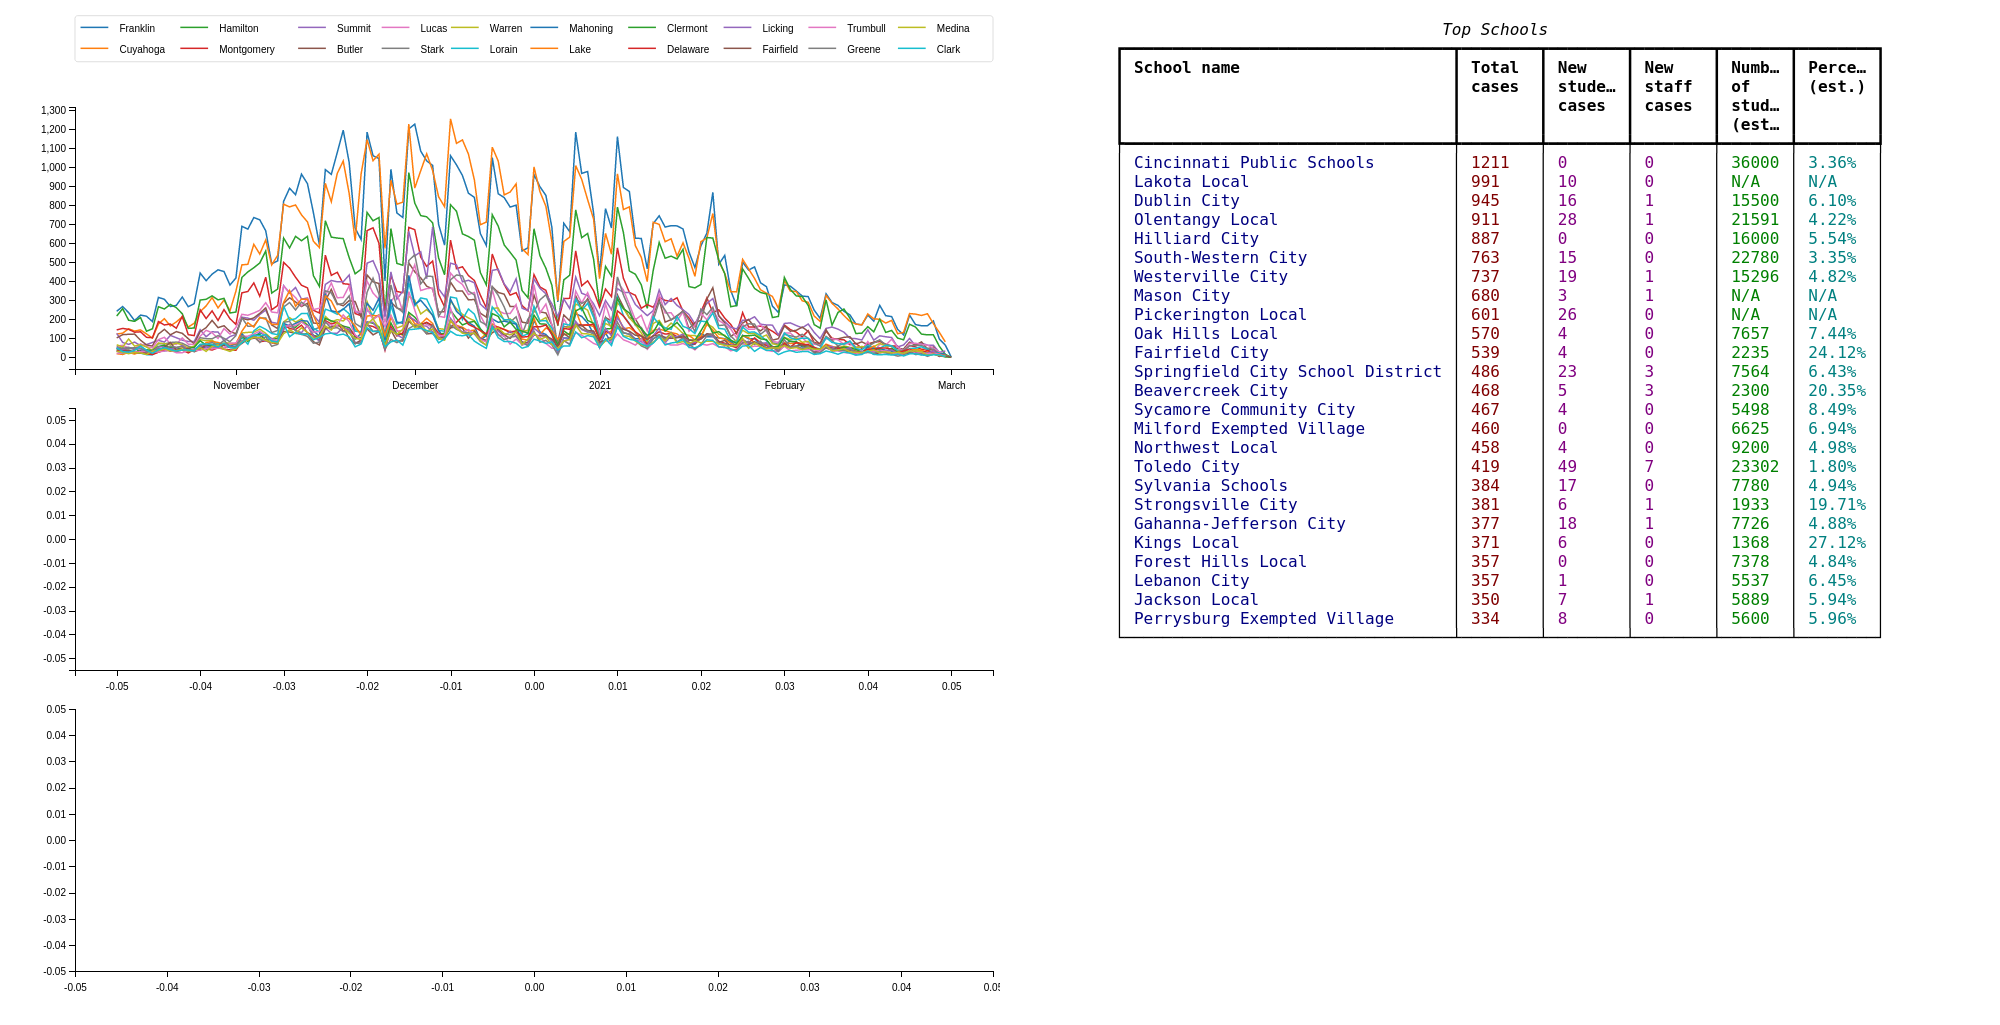 Franklin Hamilton Summit Lucas Warren Mahoning Clermont Licking Trumbull Medina
Cuyahoga Montgomery Butler Stark Lorain Lake Delaware Fairfield Greene Clark
1,300
1,200
1,100
1,000
900
800
700
600
500
400
300
200
100
0
November December 2021 February March
0.05
0.04
0.03
0.02
0.01
0.00
-0.01
-0.02
-0.03
-0.04
-0.05
-0.05 -0.04 -0.03 -0.02 -0.01 0.00 0.01 0.02 0.03 0.04 0.05
0.05
0.04
0.03
0.02
0.01
0.00
-0.01
-0.02
-0.03
-0.04
-0.05
-0.05 -0.04 -0.03 -0.02 -0.01 0.00 0.01 0.02 0.03 0.04 0.05
Top Schools
School name Total New New Numb… Perce…
cases stude… staff of (est.)
cases cases stud…
(est…
Cincinnati Public Schools 1211 0 0 36000 3.36%
Lakota Local 991 10 0 N/A N/A
Dublin City 945 16 1 15500 6.10%
Olentangy Local 911 28 1 21591 4.22%
Hilliard City 887 0 0 16000 5.54%
South-Western City 763 15 0 22780 3.35%
Westerville City 737 19 1 15296 4.82%
Mason City 680 3 1 N/A N/A
Pickerington Local 601 26 0 N/A N/A
Oak Hills Local 570 4 0 7657 7.44%
Fairfield City 539 4 0 2235 24.12%
Springfield City School District 486 23 3 7564 6.43%
Beavercreek City 468 5 3 2300 20.35%
Sycamore Community City 467 4 0 5498 8.49%
Milford Exempted Village 460 0 0 6625 6.94%
Northwest Local 458 4 0 9200 4.98%
Toledo City 419 49 7 23302 1.80%
Sylvania Schools 384 17 0 7780 4.94%
Strongsville City 381 6 1 1933 19.71%
Gahanna-Jefferson City 377 18 1 7726 4.88%
Kings Local 371 6 0 1368 27.12%
Forest Hills Local 357 0 0 7378 4.84%
Lebanon City 357 1 0 5537 6.45%
Jackson Local 350 7 1 5889 5.94%
Perrysburg Exempted Village 334 8 0 5600 5.96%